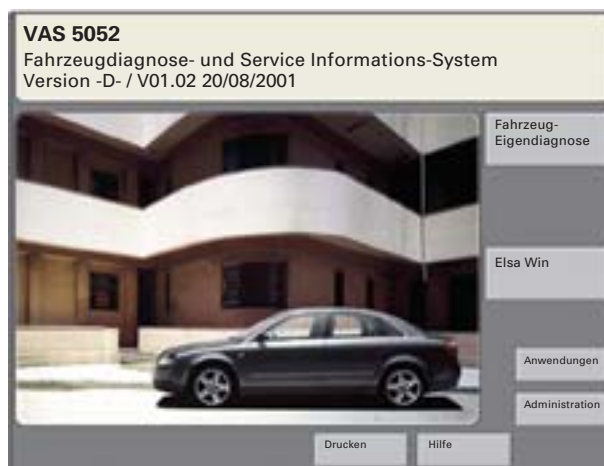 VAS 5052
Fahrzeugdiagnose- und Service Informations-System
Version -D- / V01.02 20/08/2001
Fahrzeug-
Eigendiagnose
Elsa Win
Anwendungen
Administration
Drucken
Hilfe